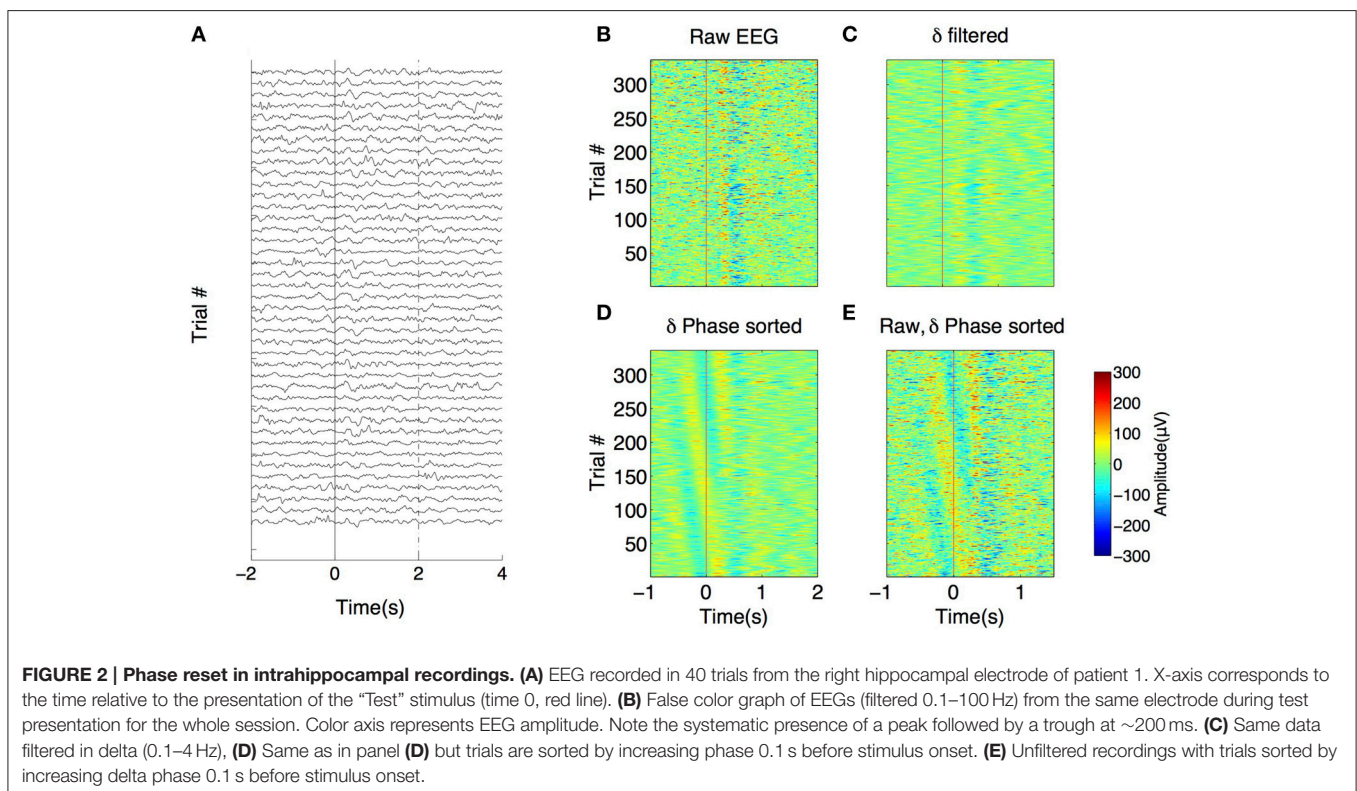 A
Trial #
−2
0
2
4
Time(s)
B
Raw EEG
Trial #
300
250
200
150
100
50
C
δ filtered
D
δ Phase sorted
Trial #
300
250
200
150
100
50
−1
0
1
2
Time(s)
E
Raw, δ Phase sorted
−1
0
1
Time(s)
300
200
100
0
−100
−200
−300
Amplitude(µV)
FIGURE 2 | Phase reset in intrahippocampal recordings. (A) EEG recorded in 40 trials from the right hippocampal electrode of patient 1. X-axis corresponds to
the time relative to the presentation of the “Test” stimulus (time 0, red line). (B) False color graph of EEGs (filtered 0.1–100 Hz) from the same electrode during test
presentation for the whole session. Color axis represents EEG amplitude. Note the systematic presence of a peak followed by a trough at ∼200 ms. (C) Same data
filtered in delta (0.1–4 Hz), (D) Same as in panel (D) but trials are sorted by increasing phase 0.1 s before stimulus onset. (E) Unfiltered recordings with trials sorted by
increasing delta phase 0.1 s before stimulus onset.